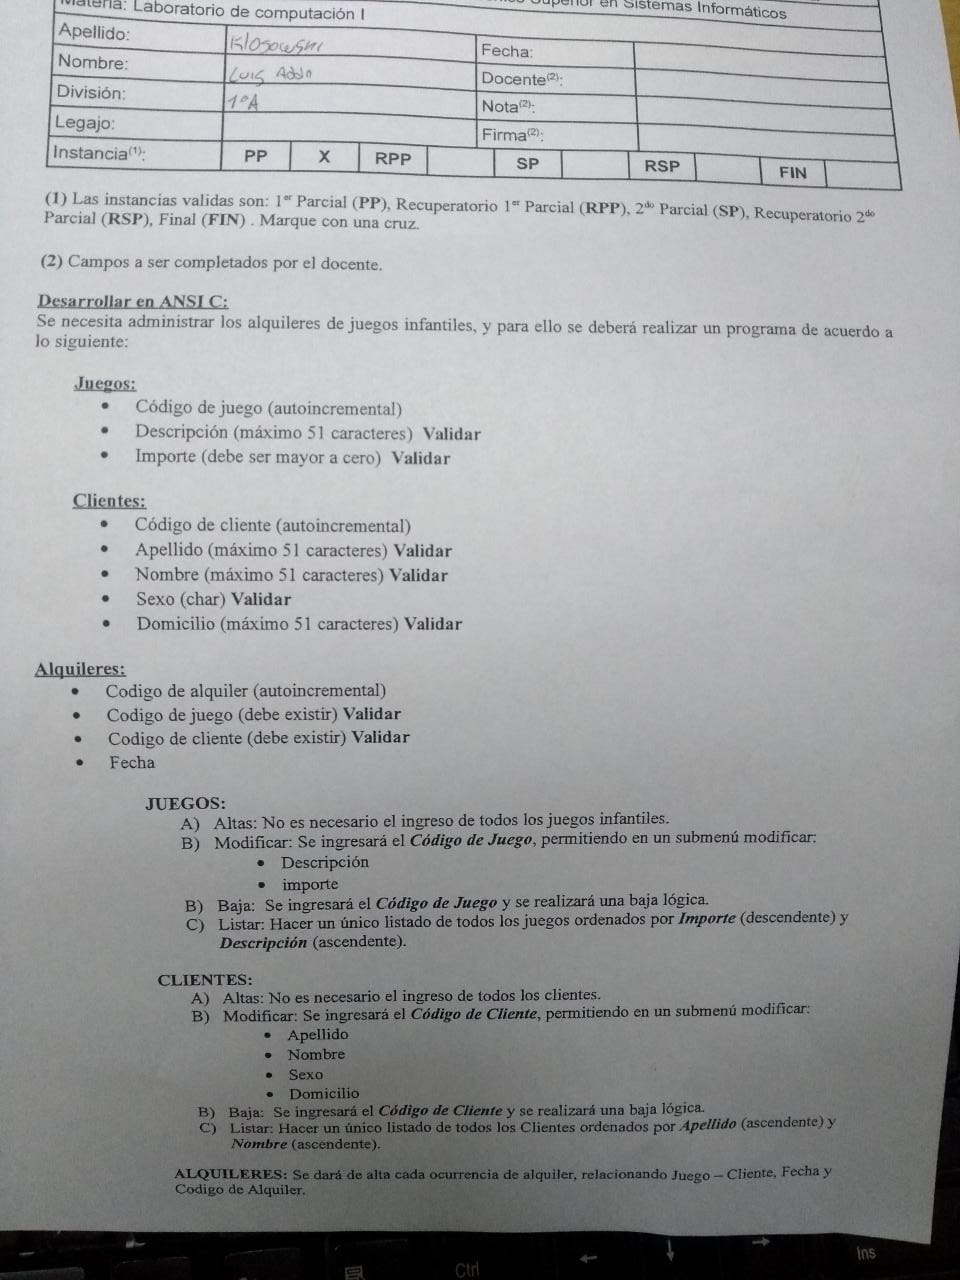 Materia: Laboratorio de computación I
Superior en Sistemas Informáticos
Apellido: Klosowski Fecha:
Nombre: Luis Docente(2):
División: 1°A Nota(2):
Legajo: Firma(2):
Instancia(1): PP X RPP SP RSP FIN
(1) Las instancias validas son: 1er Parcial (PP), Recuperatorio 1er Parcial (RPP), 2do Parcial (SP), Recuperatorio 2do
Parcial (RSP), Final (FIN) . Marque con una cruz.
(2) Campos a ser completados por el docente.
Desarrollar en ANSI C:
Se necesita administrar los alquileres de juegos infantiles, y para ello se deberá realizar un programa de acuerdo a
lo siguiente:
Juegos:
• Código de juego (autoincremental)
• Descripción (máximo 51 caracteres) Validar
• Importe (debe ser mayor a cero) Validar
Clientes:
• Código de cliente (autoincremental)
• Apellido (máximo 51 caracteres) Validar
• Nombre (máximo 51 caracteres) Validar
• Sexo (char) Validar
• Domicilio (máximo 51 caracteres) Validar
Alquileres:
• Codigo de alquiler (autoincremental)
• Codigo de juego (debe existir) Validar
• Codigo de cliente (debe existir) Validar
• Fecha
JUEGOS:
A) Altas: No es necesario el ingreso de todos los juegos infantiles.
B) Modificar: Se ingresará el Código de Juego, permitiendo en un submenú modificar:
• Descripción
• importe
B) Baja: Se ingresará el Código de Juego y se realizará una baja lógica.
C) Listar: Hacer un único listado de todos los juegos ordenados por Importe (descendente) y
Descripción (ascendente).
CLIENTES:
A) Altas: No es necesario el ingreso de todos los clientes.
B) Modificar: Se ingresará el Código de Cliente, permitiendo en un submenú modificar:
• Apellido
• Nombre
• Sexo
• Domicilio
B) Baja: Se ingresará el Código de Cliente y se realizará una baja lógica.
C) Listar: Hacer un único listado de todos los Clientes ordenados por Apellido (ascendente) y
Nombre (ascendente).
ALQUILERES: Se dará de alta cada ocurrencia de alquiler, relacionando Juego – Cliente, Fecha y
Codigo de Alquiler.
Ctrl
Ins